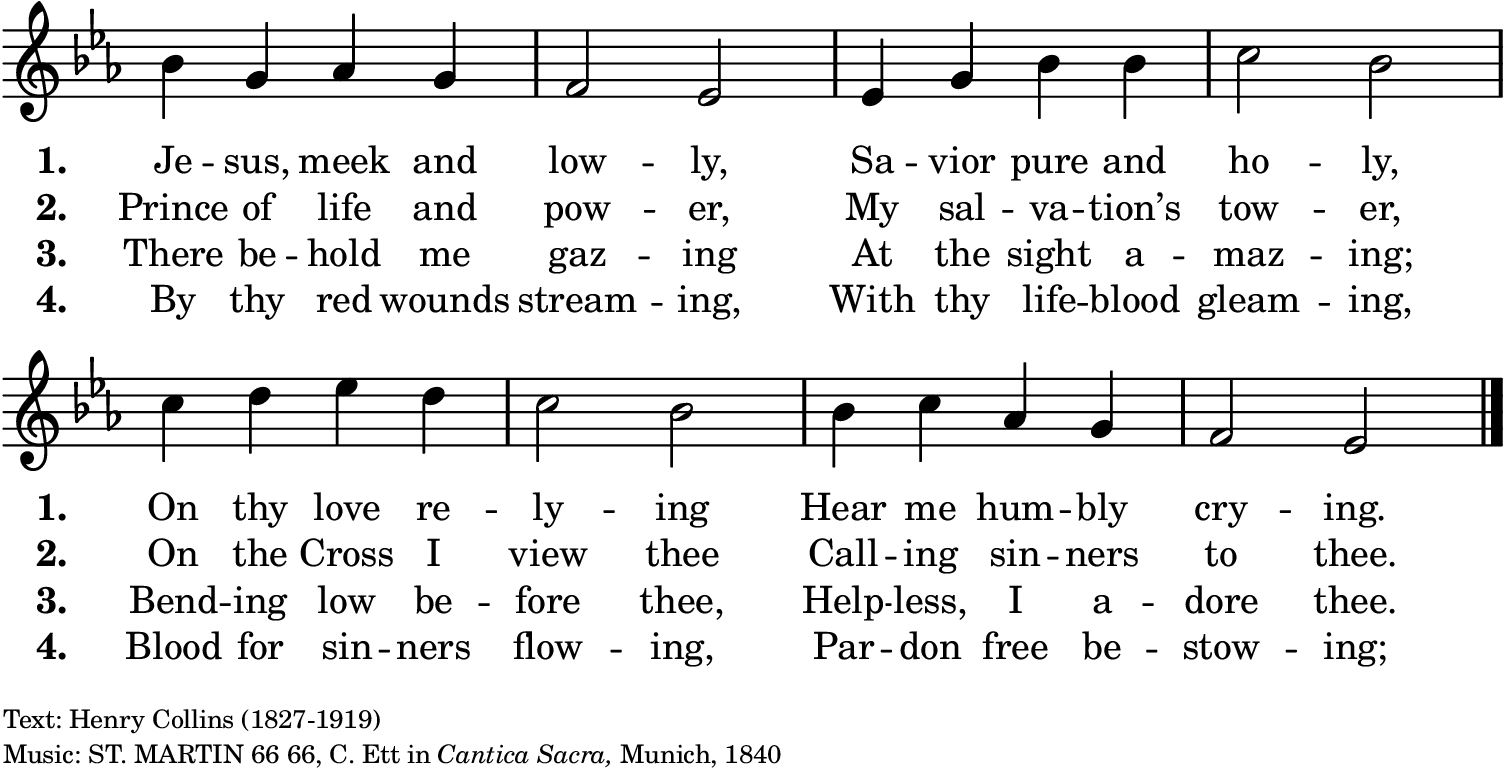 1. Je -- sus, meek and low -- ly, Sa -- vior pure and ho -- ly,
2. Prince of life and pow -- er, My sal -- va -- tion’s tow -- er,
3. There be -- hold me gaz -- ing At the sight a -- maz -- ing;
4. By thy red wounds stream -- ing, With thy life -- blood gleam -- ing,
1. On thy love re -- ly -- ing Hear me hum -- bly cry -- ing.
2. On the Cross I view thee Call -- ing sin -- ners to thee.
3. Bend -- ing low be -- fore thee, Help -- less, I a -- dore thee.
4. Blood for sin -- ners flow -- ing, Par -- don free be -- stow -- ing;
Text: Henry Collins (1827-1919)
Music: ST. MARTIN 66 66, C. Ett in Cantica Sacra, Munich, 1840